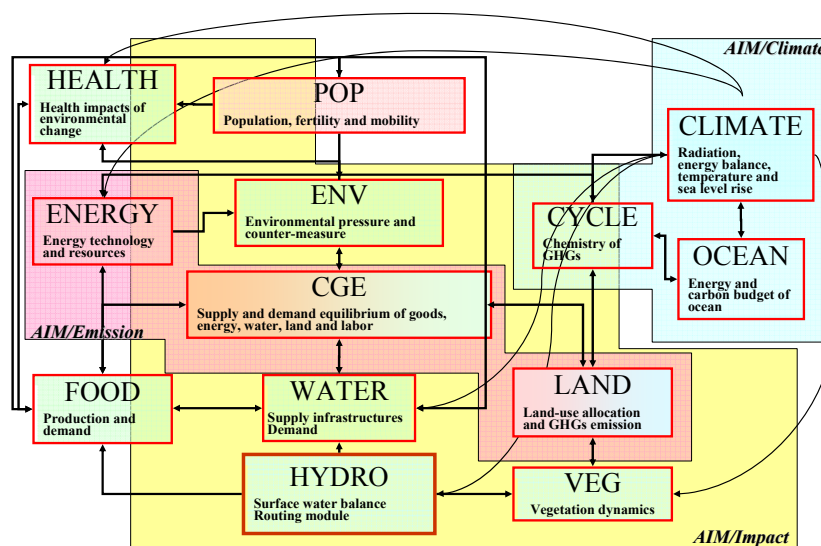 AIM/Climate
HEALTH
Health impacts of
environmental
change
POP
Population, fertility and mobility
CLIMATE
Radiation,
energy balance,
temperature and
sea level rise
ENV
Environmental pressure and
counter-measure
ENERGY
Energy technology
and resources
CYCLE
Chemistry of
GHGs
OCEAN
Energy and
carbon budget of
ocean
CGE
Supply and demand equilibrium of goods,
energy, water, land and labor
AIM/Emission
FOOD
Production and
demand
WATER
Supply infrastructures
Demand
LAND
Land-use allocation
and GHGs emission
HYDRO
Surface water balance
Routing module
VEG
Vegetation dynamics
AIM/Impact